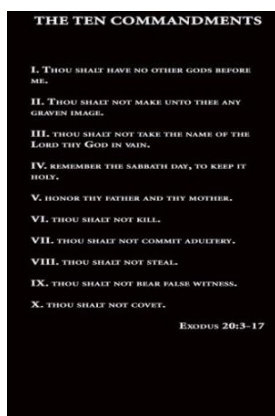 THE TEN COMMANDMENTS
I. THOU SHALT HAVE NO OTHER GODS BEFORE
ME.
II. THOU SHALT NOT MAKE UNTO THEE ANY
GRAVEN IMAGE.
III. THOU SHALT NOT TAKE THE NAME OF THE
LORD THY GOD IN VAIN.
IV. REMEMBER THE SABBATH DAY, TO KEEP IT
HOLY.
V. HONOR THY FATHER AND THY MOTHER.
VI. THOU SHALT NOT KILL.
VII. THOU SHALT NOT COMMIT ADULTERY.
VIII. THOU SHALT NOT STEAL.
IX. THOU SHALT NOT BEAR FALSE WITNESS.
X. THOU SHALT NOT COVET.
EXODUS 20:3-17